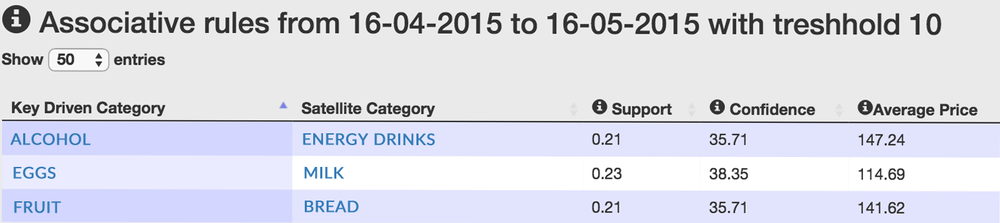 Associative rules from 16-04-2015 to 16-05-2015 with treshhold 10
Show 50 entries
Key Driven Category Satellite Category Support Confidence Average Price
ALCOHOL ENERGY DRINKS 0.21 35.71 147.24
EGGS MILK 0.23 38.35 114.69
FRUIT BREAD 0.21 35.71 141.62